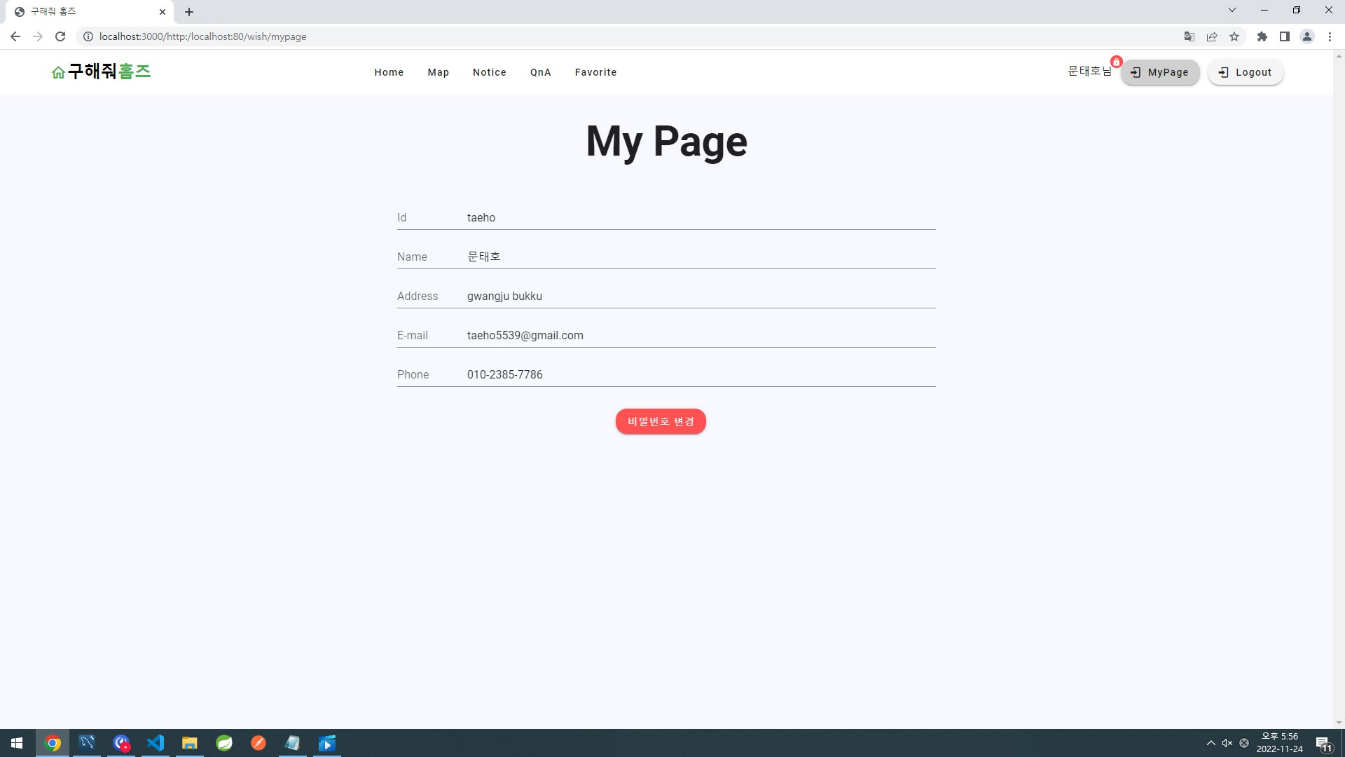 구해줘 홈즈
localhost:3000/http:/localhost:80/wish/mypage
구해줘홈즈
Home Map Notice QnA Favorite
문태호님 MyPage Logout
My Page
Id taeho
Name 문태호
Address gwangju bukku
E-mail taeho5539@gmail.com
Phone 010-2385-7786
비밀번호 변경
오후 5:56
2022-11-24
11